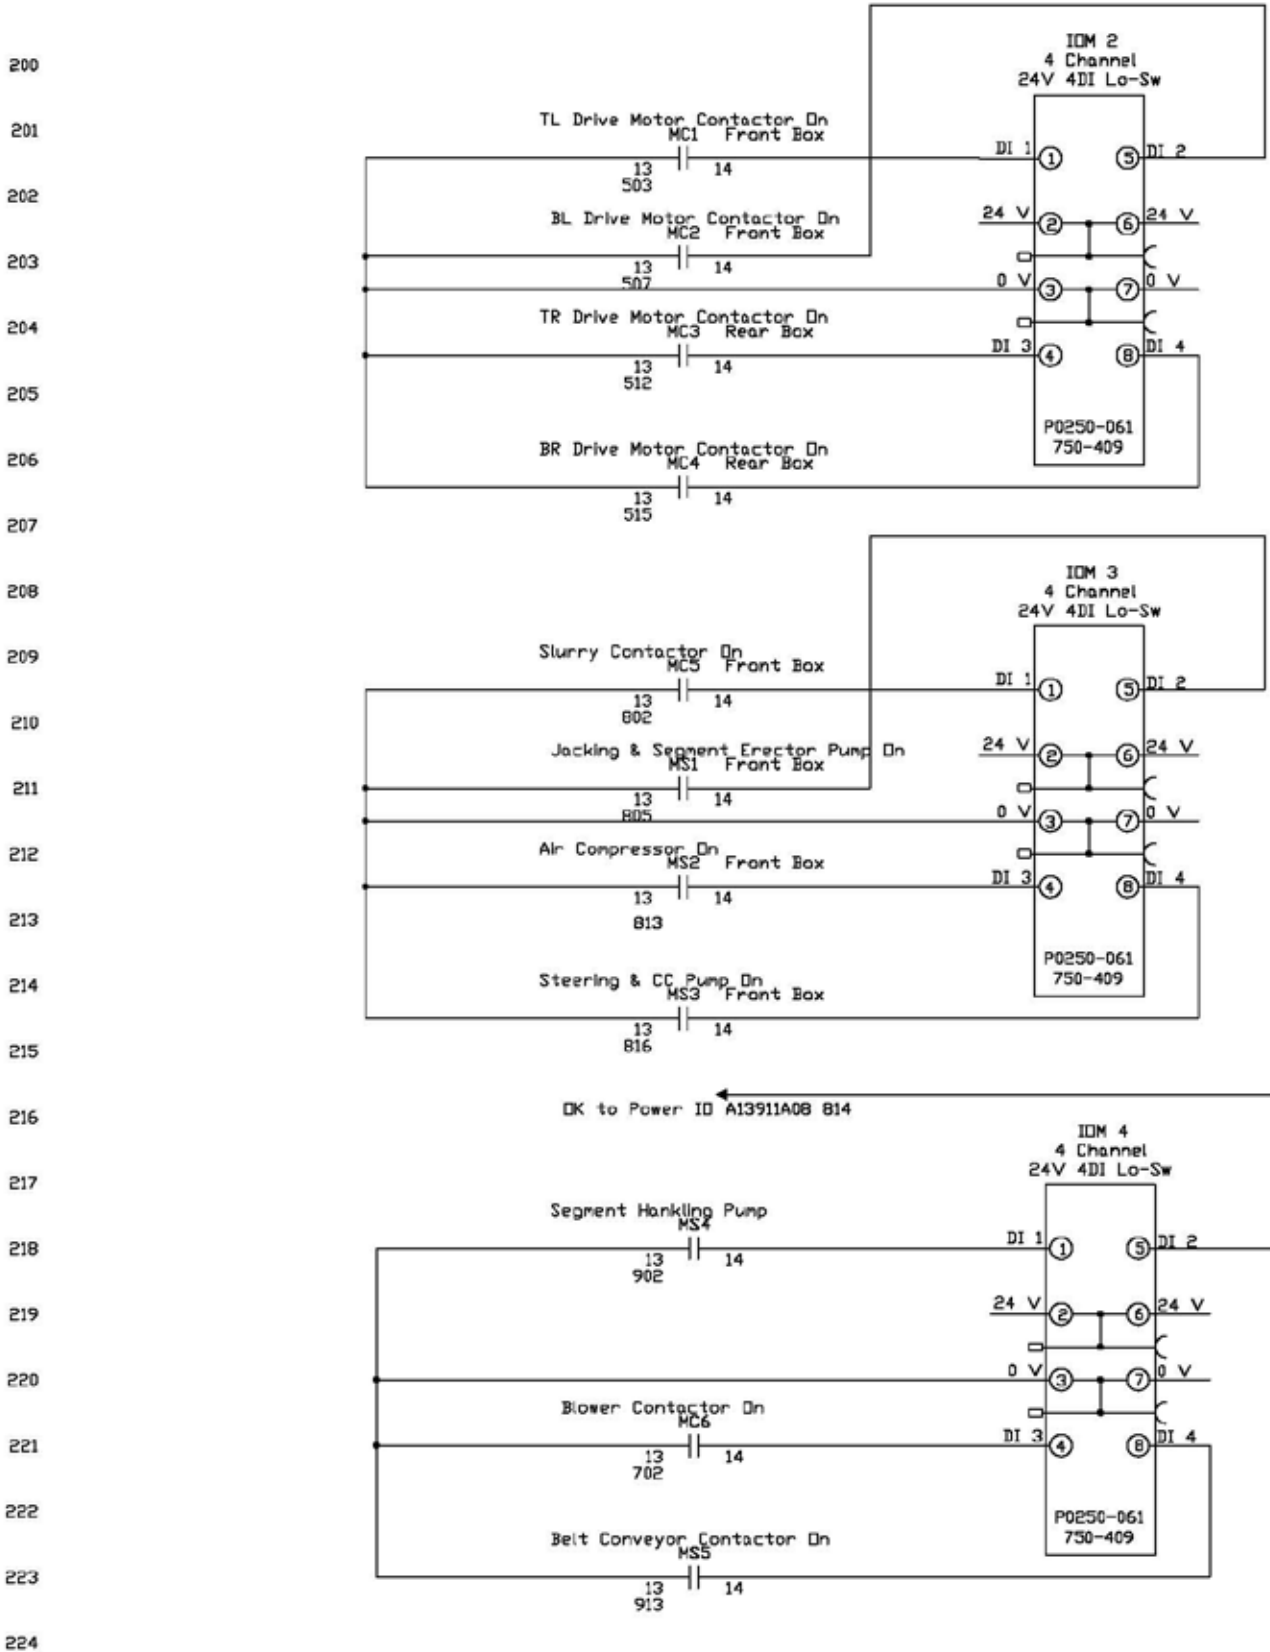 200
IOM 2
4 Channel
24V 4DI Lo-Sw
201
TL Drive Motor Contactor On
MC1 Front Box
DI 1
1
5
DI 2
13
14
503
202
BL Drive Motor Contactor On
MC2 Front Box
24 V
2
6
24 V
203
13
14
507
0 V
3
7
0 V
204
TR Drive Motor Contactor On
MC3 Rear Box
DI 3
4
8
DI 4
13
14
512
205
P0250-061
750-409
206
BR Drive Motor Contactor On
MC4 Rear Box
13
14
515
207
208
IOM 3
4 Channel
24V 4DI Lo-Sw
209
Slurry Contactor On
MC5 Front Box
DI 1
1
5
DI 2
13
14
802
210
Jacking & Segment Erector Pump On
MS1 Front Box
24 V
2
6
24 V
211
13
14
805
0 V
3
7
0 V
212
Air Compressor On
MS2 Front Box
DI 3
4
8
DI 4
13
14
813
213
P0250-061
750-409
214
Steering & CC Pump On
MS3 Front Box
13
14
816
215
216
OK to Power IO A13911A08 814
IOM 4
4 Channel
24V 4DI Lo-Sw
217
Segment Hankling Pump
MS4
218
DI 1
1
5
DI 2
13
14
902
219
24 V
2
6
24 V
220
0 V
3
7
0 V
Blower Contactor On
MC6
221
DI 3
4
8
DI 4
13
14
702
222
P0250-061
750-409
Belt Conveyor Contactor On
MS5
223
13
14
913
224